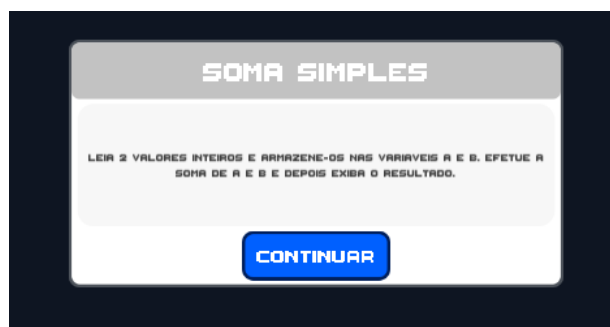 SOMA SIMPLES
LEIA 2 VALORES INTEIROS E ARMAZENE-OS NAS VARIAVEIS A E B. EFETUE A
SOMA DE A E B E DEPOIS EXIBA O RESULTADO.
CONTINUAR